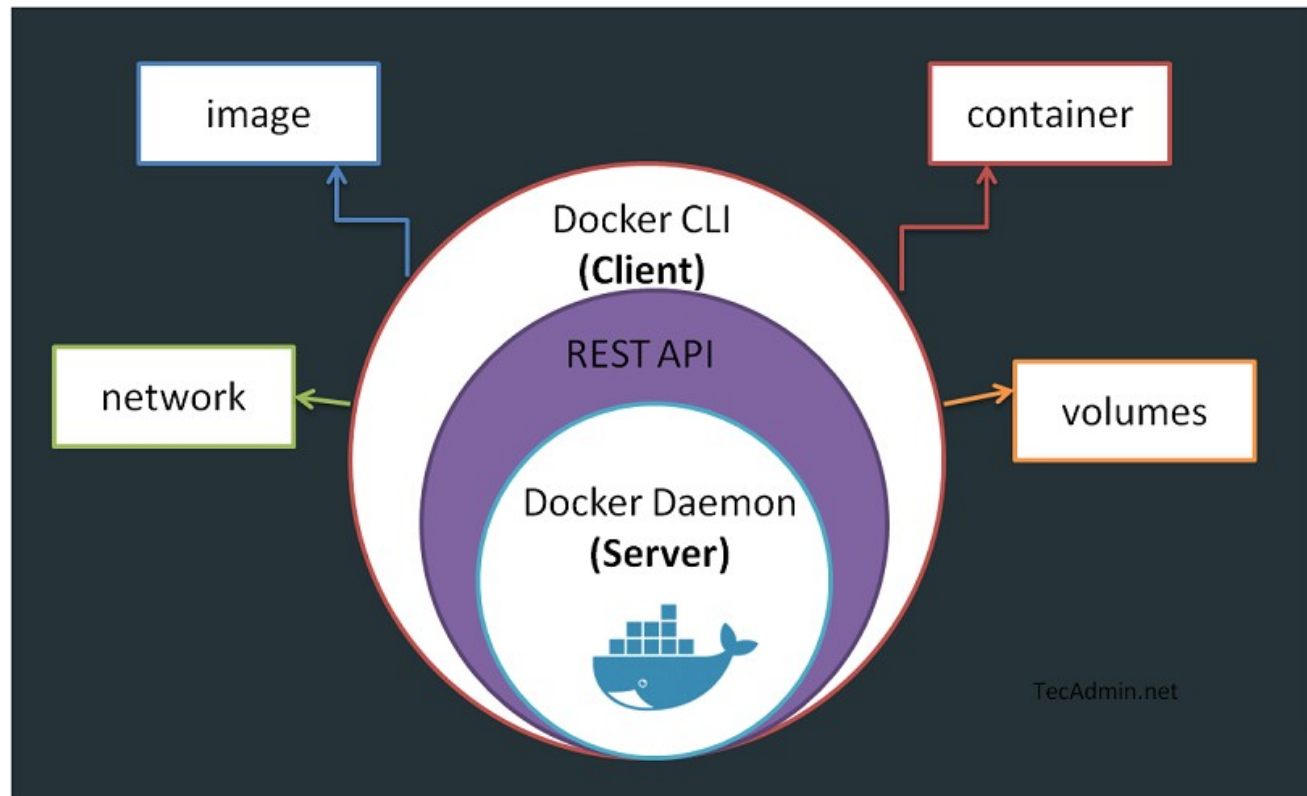 image
container
Docker CLI
(Client)
REST API
network
volumes
Docker Daemon
(Server)
TecAdmin.net